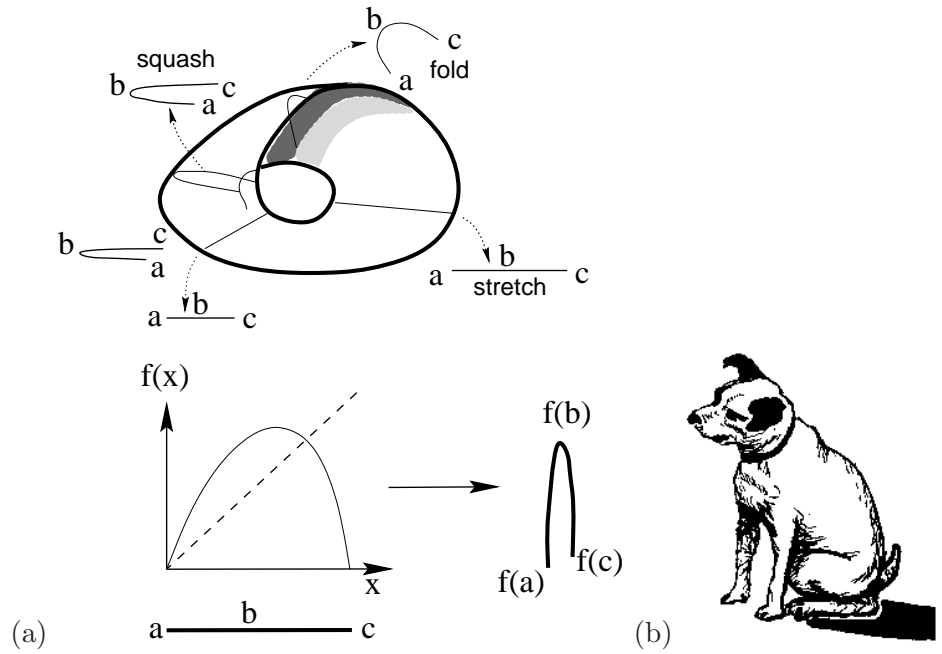 b
c
a
fold
squash
b
c
a
b
c
a
a b c
stretch
a b c
f(x)
x
a b c
f(b)
f(a)
f(c)
(a)
(b)